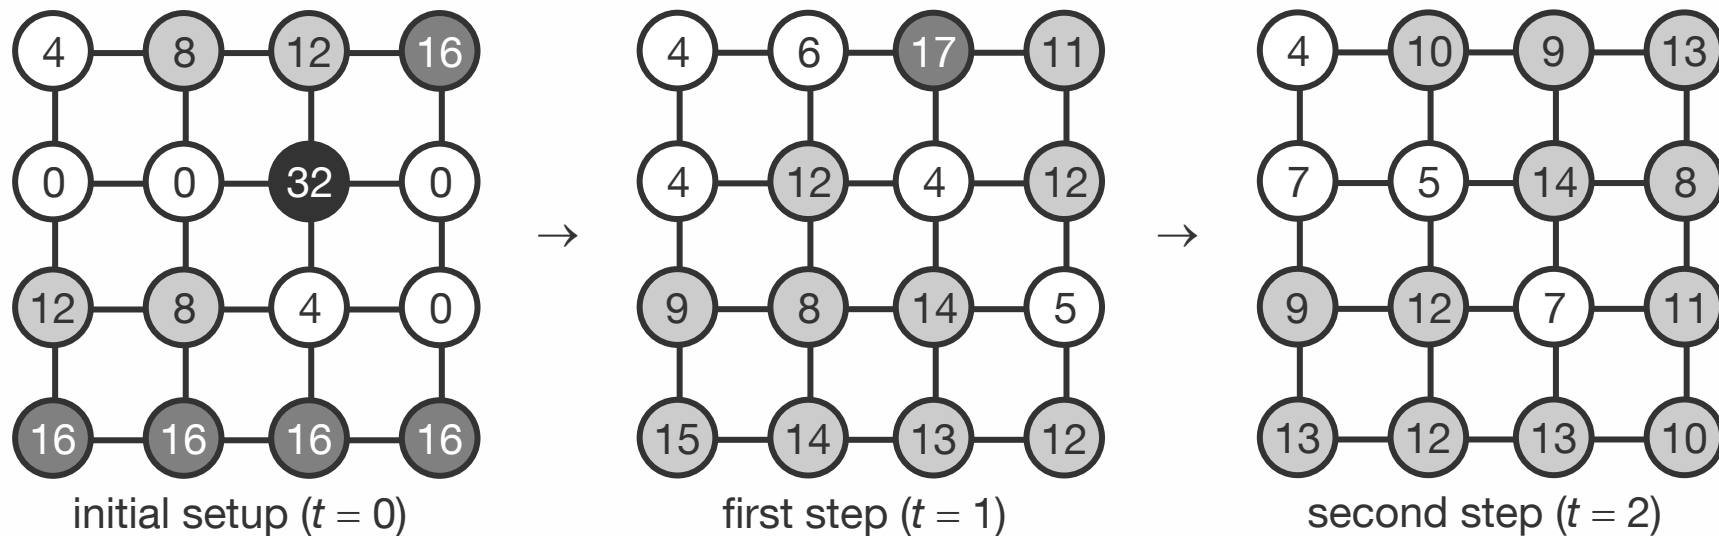 4 8 12 16 4 6 17 11 4 10 9 13
0 0 32 0 4 12 4 12 7 5 14 8
→ →
12 8 4 0 9 8 14 5 9 12 7 11
16 16 16 16 15 14 13 12 13 12 13 10
initial setup (t = 0) first step (t = 1) second step (t = 2)